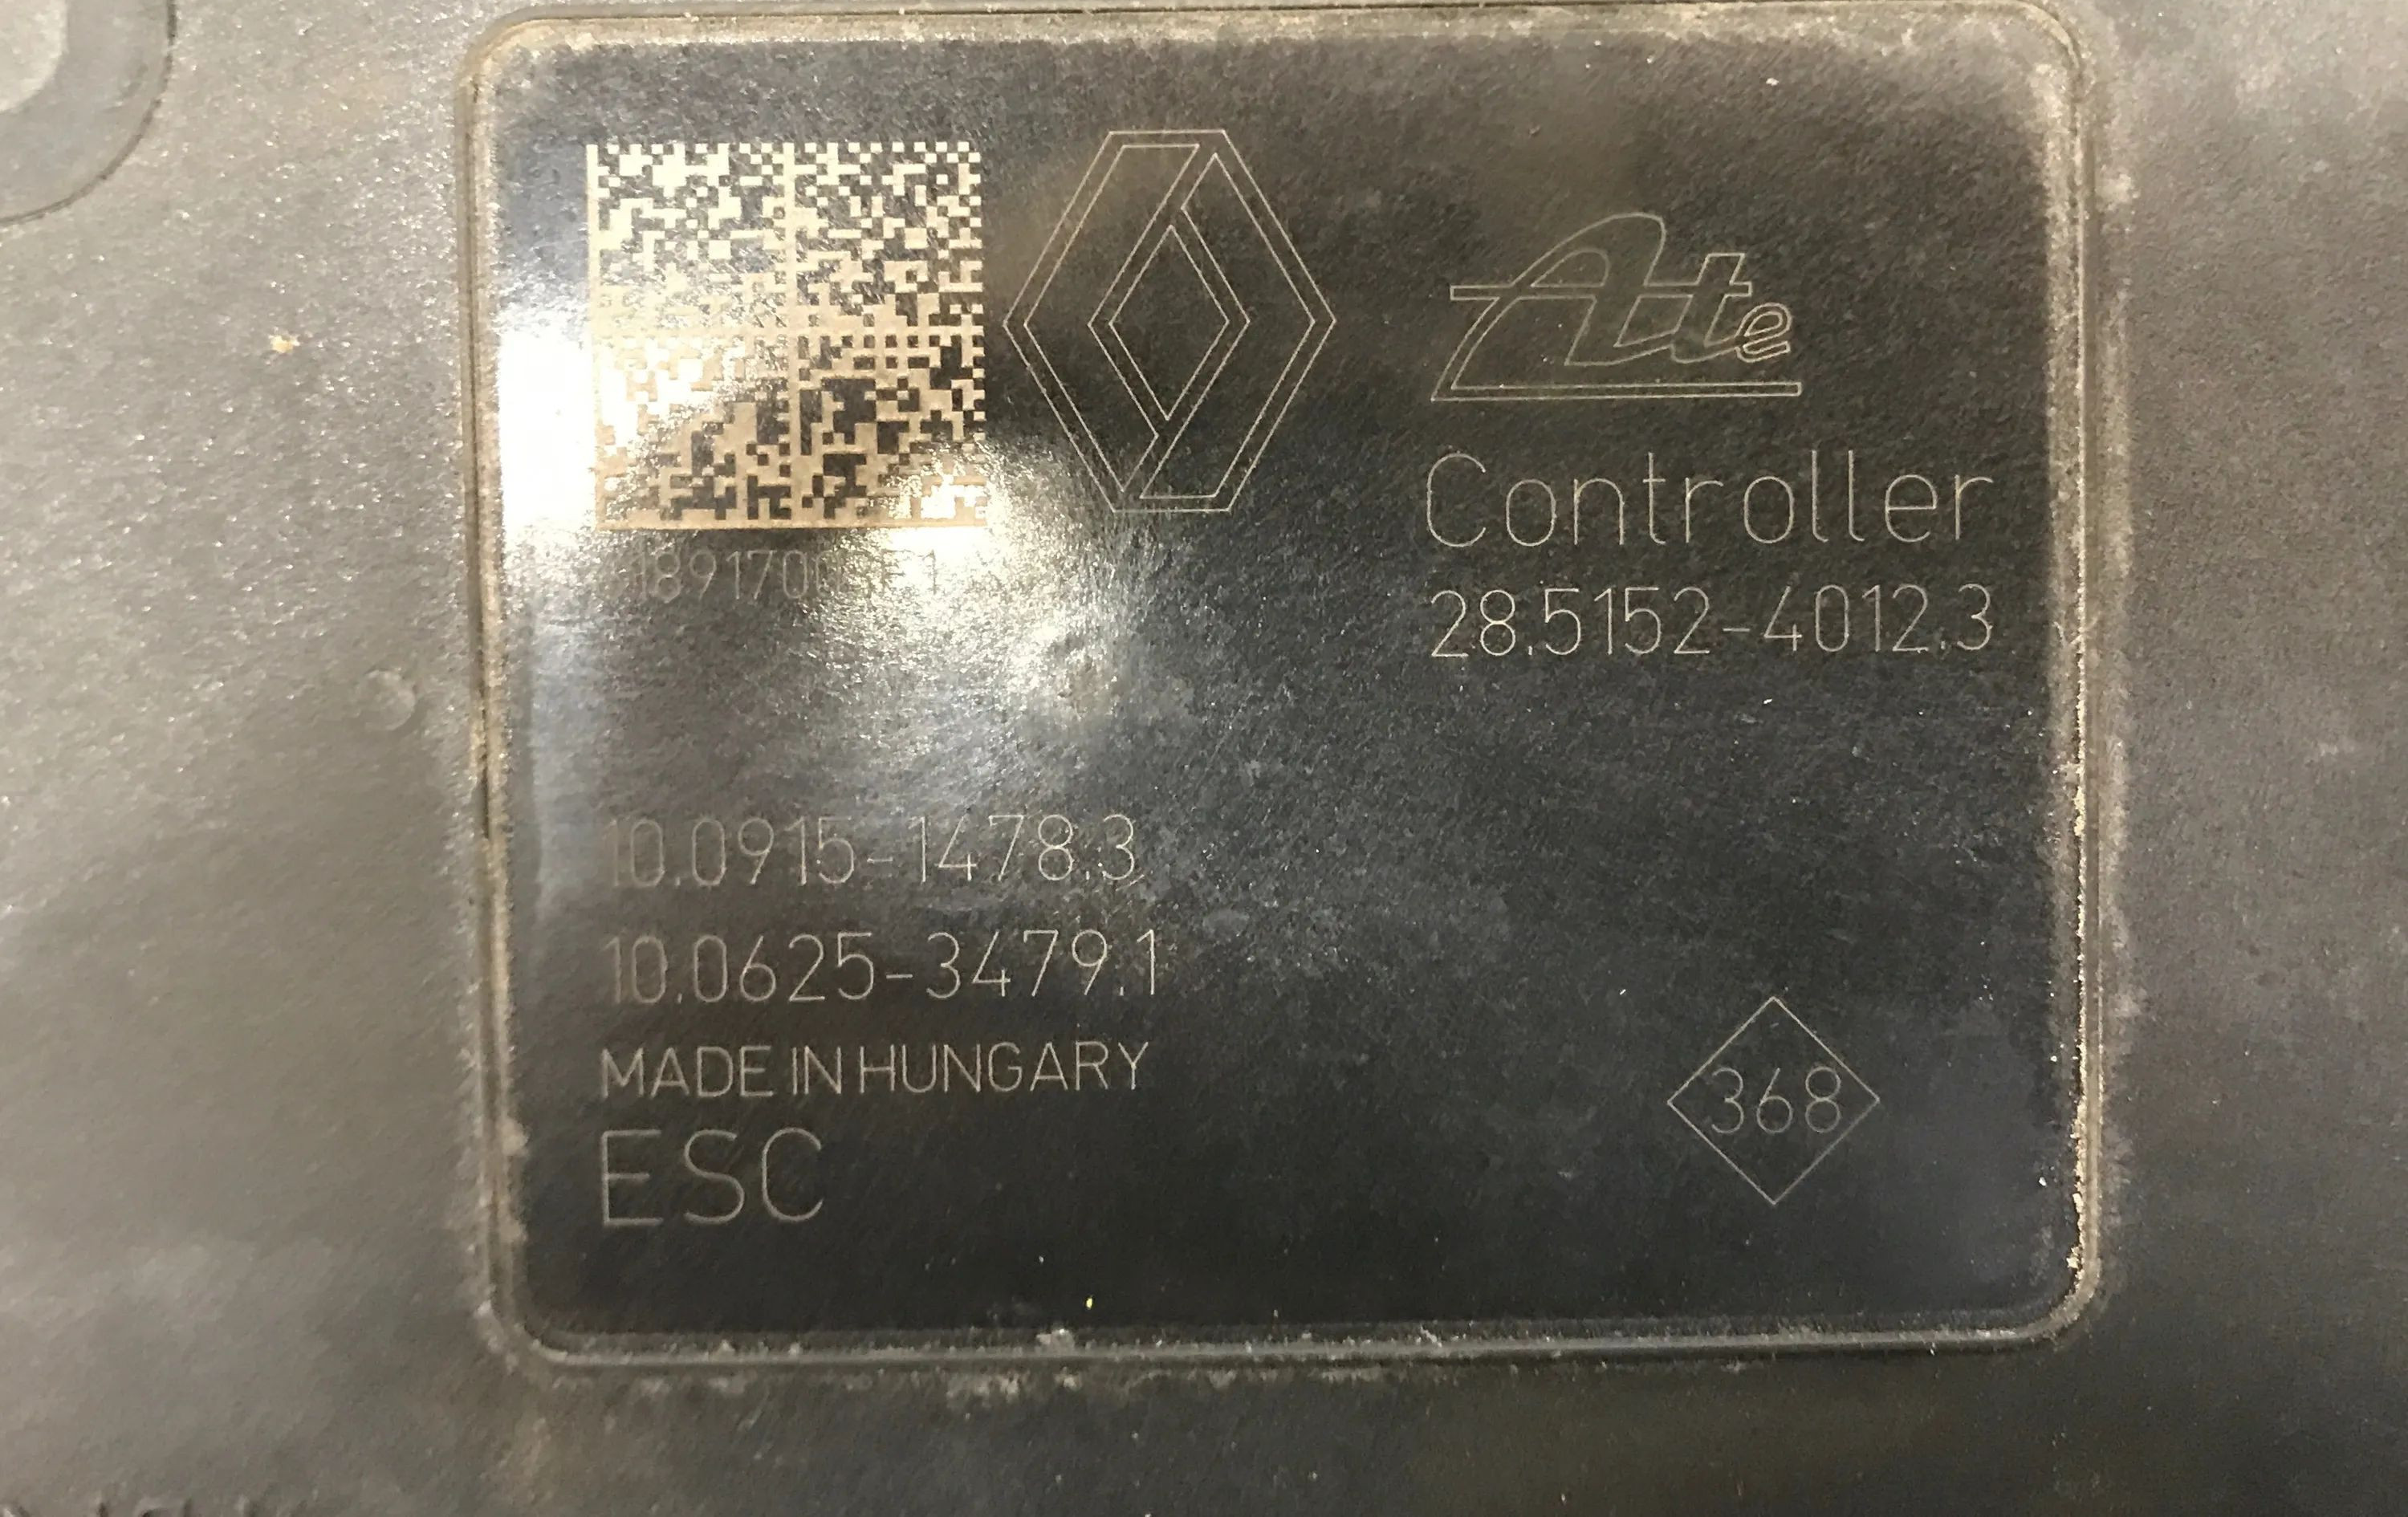 Ate
Controller
28.5152-4012.3
10.0915-1478.3
10.0625-3479.1
MADE IN HUNGARY
ESC
368